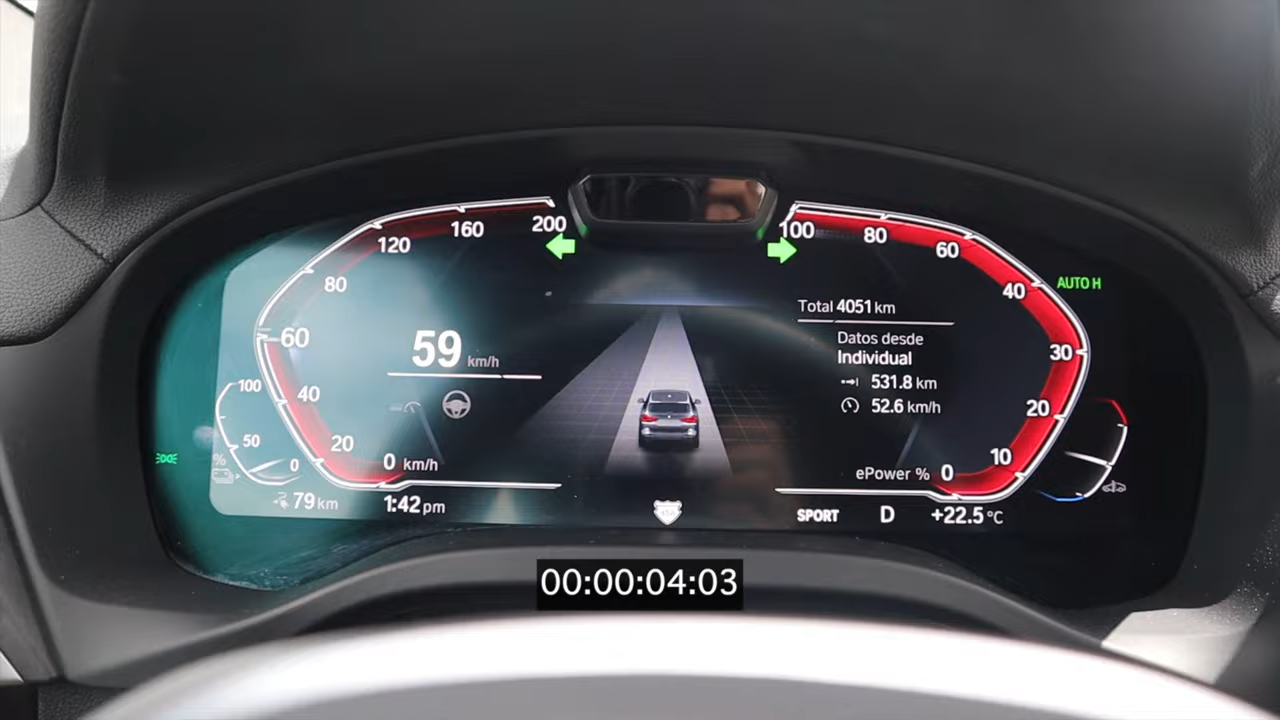 200
160
120
80
60
40
20
0 km/h
59 km/h
100
50
0
%
79 km
1:42 pm
100
80
60
40
30
20
10
ePower % 0
AUTO H
Total 4051 km
Datos desde
Individual
531.8 km
52.6 km/h
SPORT D +22.5 °C
00:00:04:03